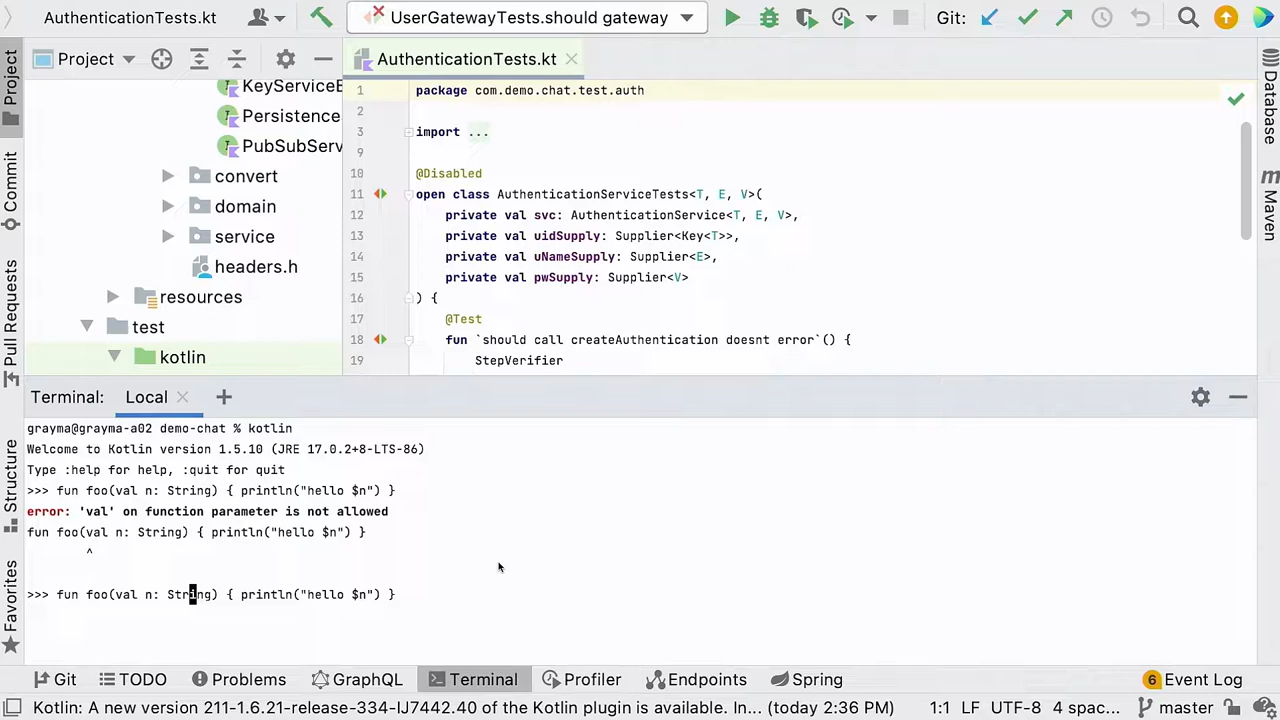 AuthenticationTests.kt
UserGatewayTests.should gateway
Git:
Project
AuthenticationTests.kt
Project
Commit
Pull Requests
Structure
Favorites
Database
Maven
KeyServiceB
Persistence
PubSubServ
convert
domain
service
headers.h
resources
test
kotlin
1 package com.demo.chat.test.auth
2
3 import ...
9
10 @Disabled
11 open class AuthenticationServiceTests<T, E, V>(
12 private val svc: AuthenticationService<T, E, V>,
13 private val uidSupply: Supplier<Key<T>>,
14 private val uNameSupply: Supplier<E>,
15 private val pwSupply: Supplier<V>
16 ) {
17 @Test
18 fun `should call createAuthentication doesnt error`() {
19 StepVerifier
Terminal: Local
grayma@grayma-a02 demo-chat % kotlin
Welcome to Kotlin version 1.5.10 (JRE 17.0.2+8-LTS-86)
Type :help for help, :quit for quit
>>> fun foo(val n: String) { println("hello $n") }
error: 'val' on function parameter is not allowed
fun foo(val n: String) { println("hello $n") }
^
>>> fun foo(val n: String) { println("hello $n") }
Git TODO Problems GraphQL Terminal Profiler Endpoints Spring 6 Event Log
Kotlin: A new version 211-1.6.21-release-334-IJ7442.40 of the Kotlin plugin is available. In... (today 2:36 PM) 1:1 LF UTF-8 4 spac... master